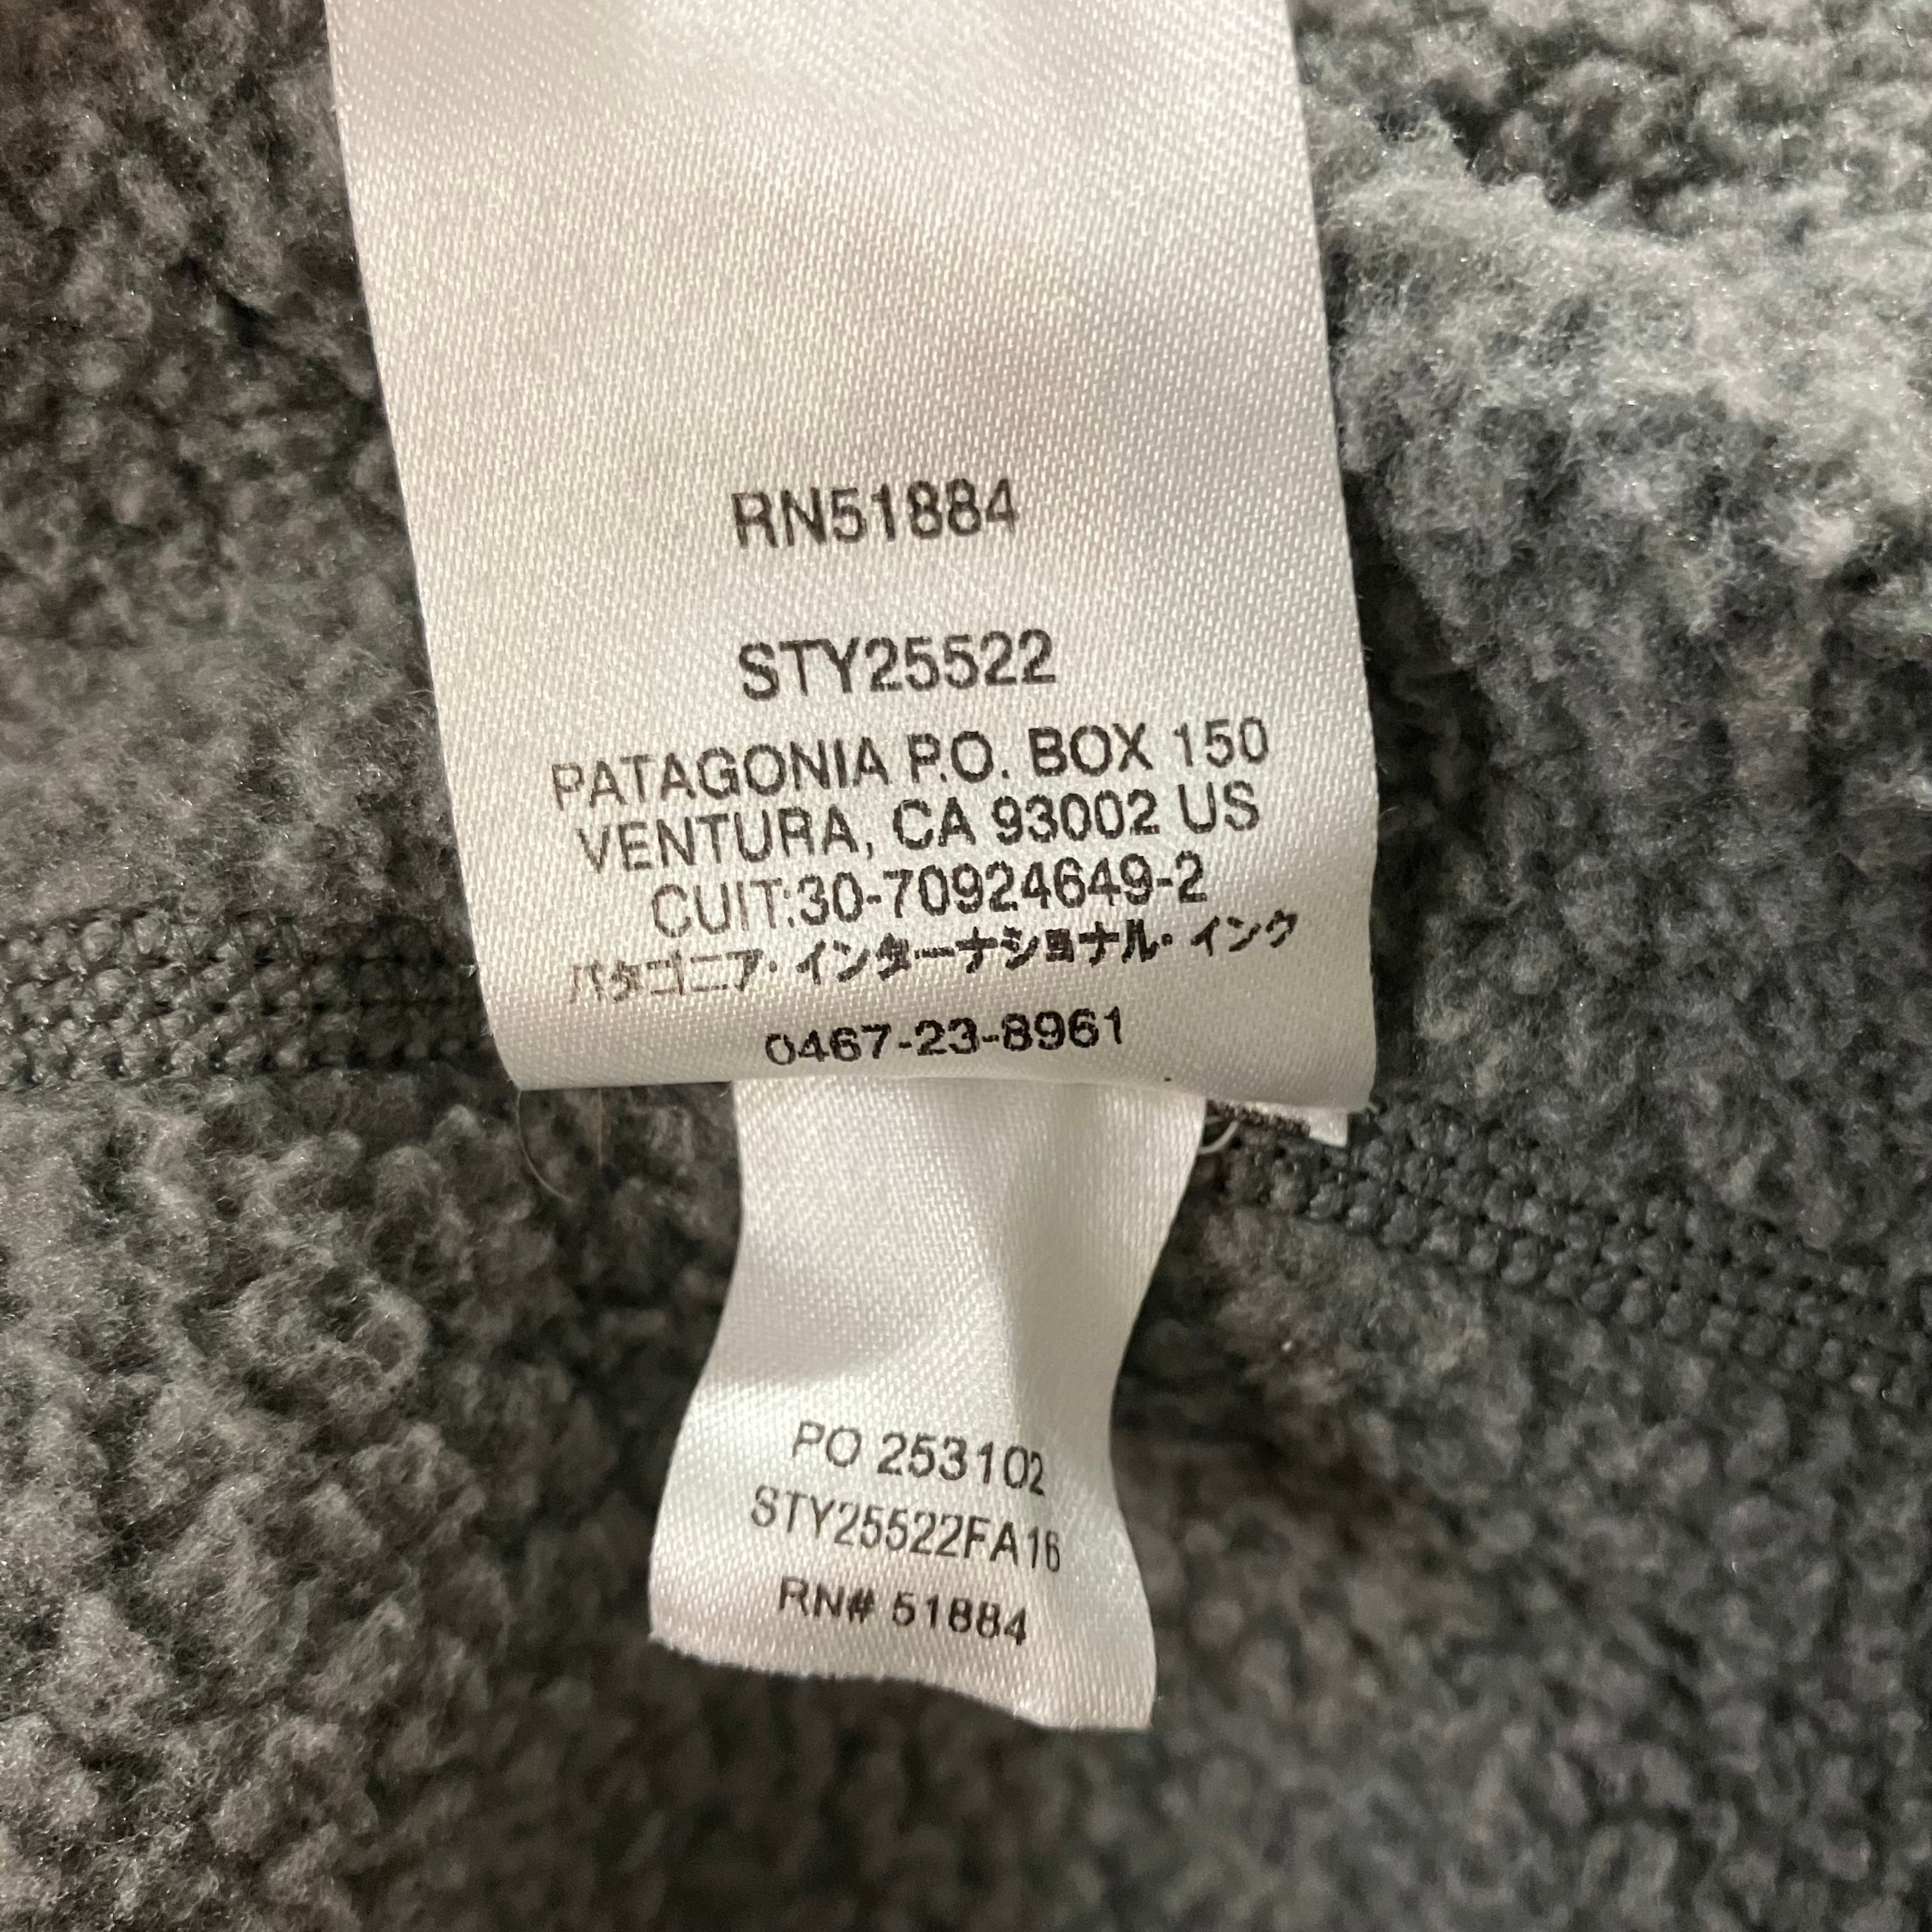 RN51884
STY25522
PATAGONIA P.O. BOX 150
VENTURA, CA 93002 US
CUIT:30-70924649-2
パタゴニア・インターナショナル・インク
0467-23-8961
PO 253102
STY25522FA16
RN# 51884